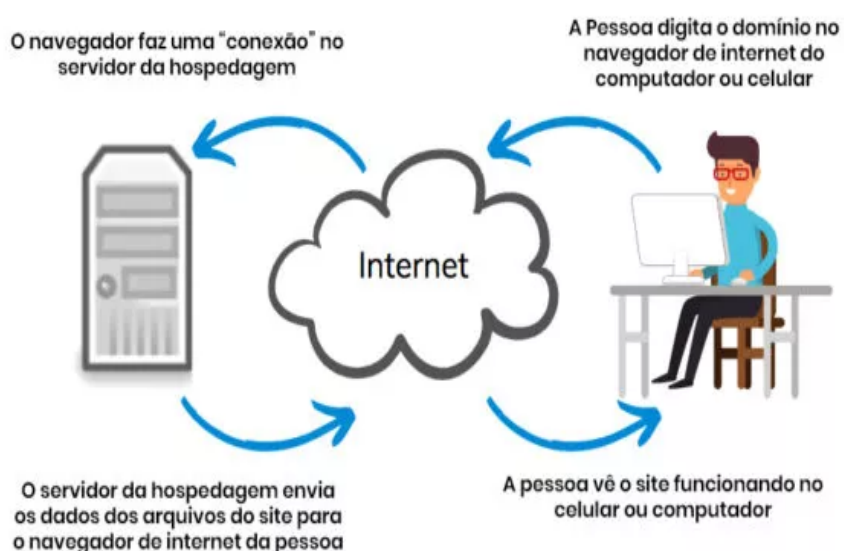 O navegador faz uma “conexão” no
servidor da hospedagem
A Pessoa digita o domínio no
navegador de internet do
computador ou celular
Internet
O servidor da hospedagem envia
os dados dos arquivos do site para
o navegador de internet da pessoa
A pessoa vê o site funcionando no
celular ou computador